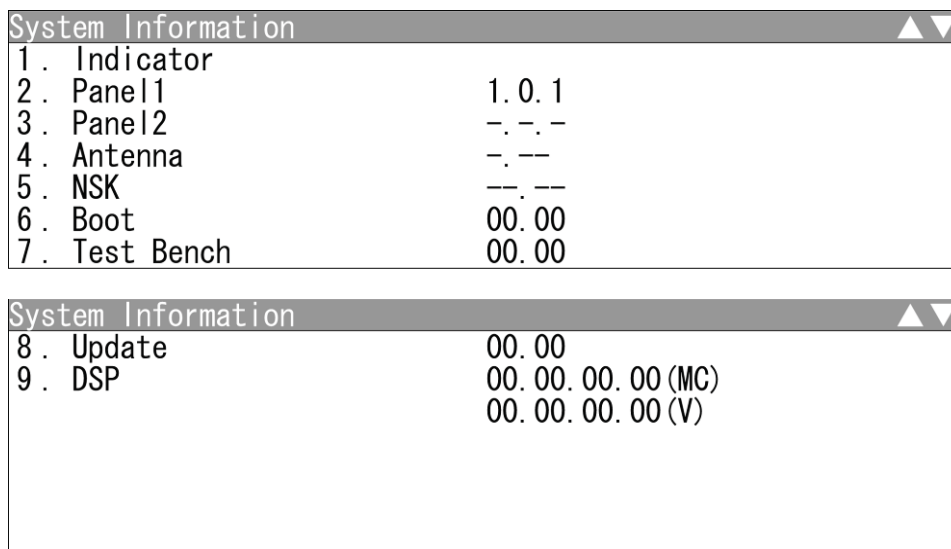 System Information ▲▼
1. Indicator
2. Panel1 1.0.1
3. Panel2 -.-.-
4. Antenna -.--
5. NSK --.--
6. Boot 00.00
7. Test Bench 00.00
System Information ▲▼
8. Update 00.00
9. DSP 00.00.00.00(MC)
00.00.00.00(V)